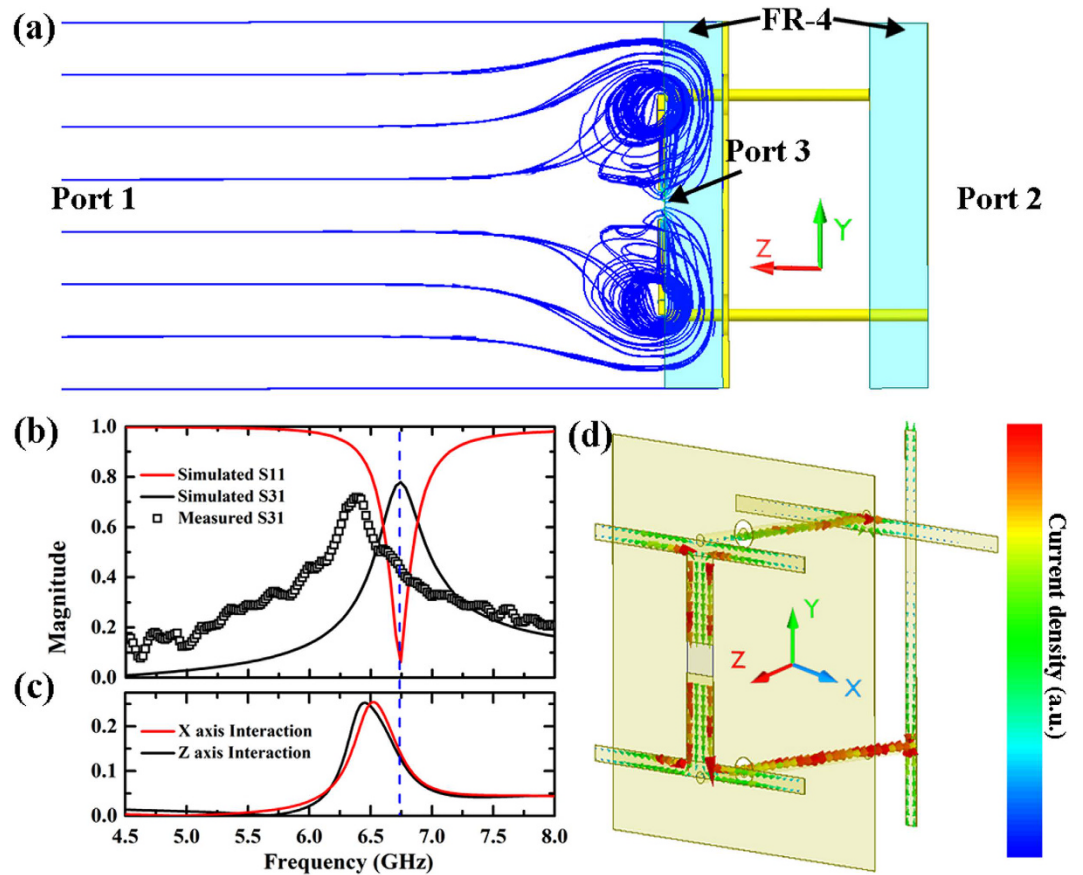 (a)
FR-4
Port 3
Port 1
Port 2
Y
Z
(b)
1.0
0.8
0.6
0.4
0.2
0.0
Magnitude
Simulated S11
Simulated S31
Measured S31
(c)
0.2
0.1
0.0
X axis Interaction
Z axis Interaction
4.5 5.0 5.5 6.0 6.5 7.0 7.5 8.0
Frequency (GHz)
(d)
Y
Z
X
Current density (a.u.)